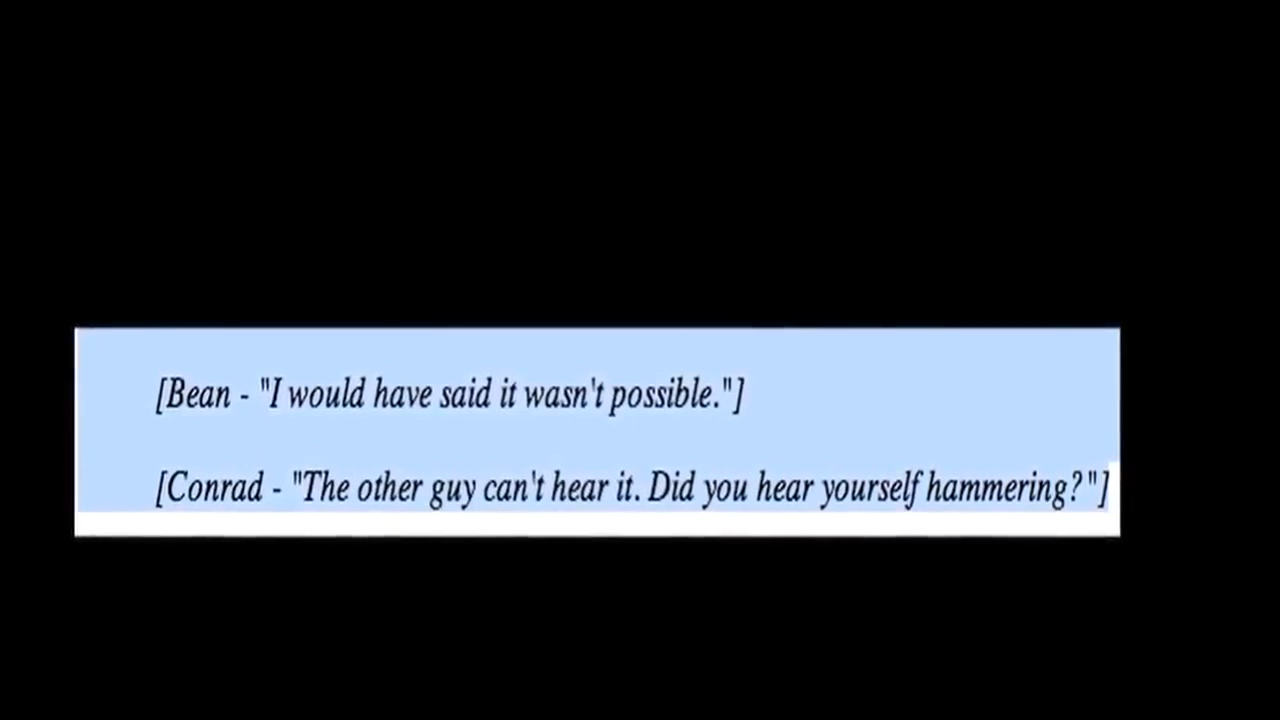 [Bean - "I would have said it wasn't possible."]
[Conrad - "The other guy can't hear it. Did you hear yourself hammering?"]